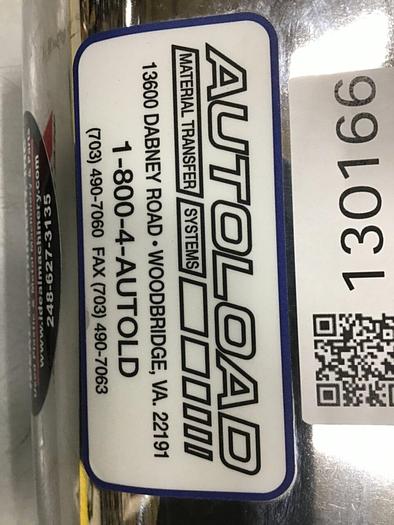 AUTOLOAD
MATERIAL TRANSFER SYSTEMS
13600 DABNEY ROAD • WOODBRIDGE, VA. 22191
1-800-4-AUTOLD
(703) 490-7060 FAX (703) 490-7063
130166
248-627-3135